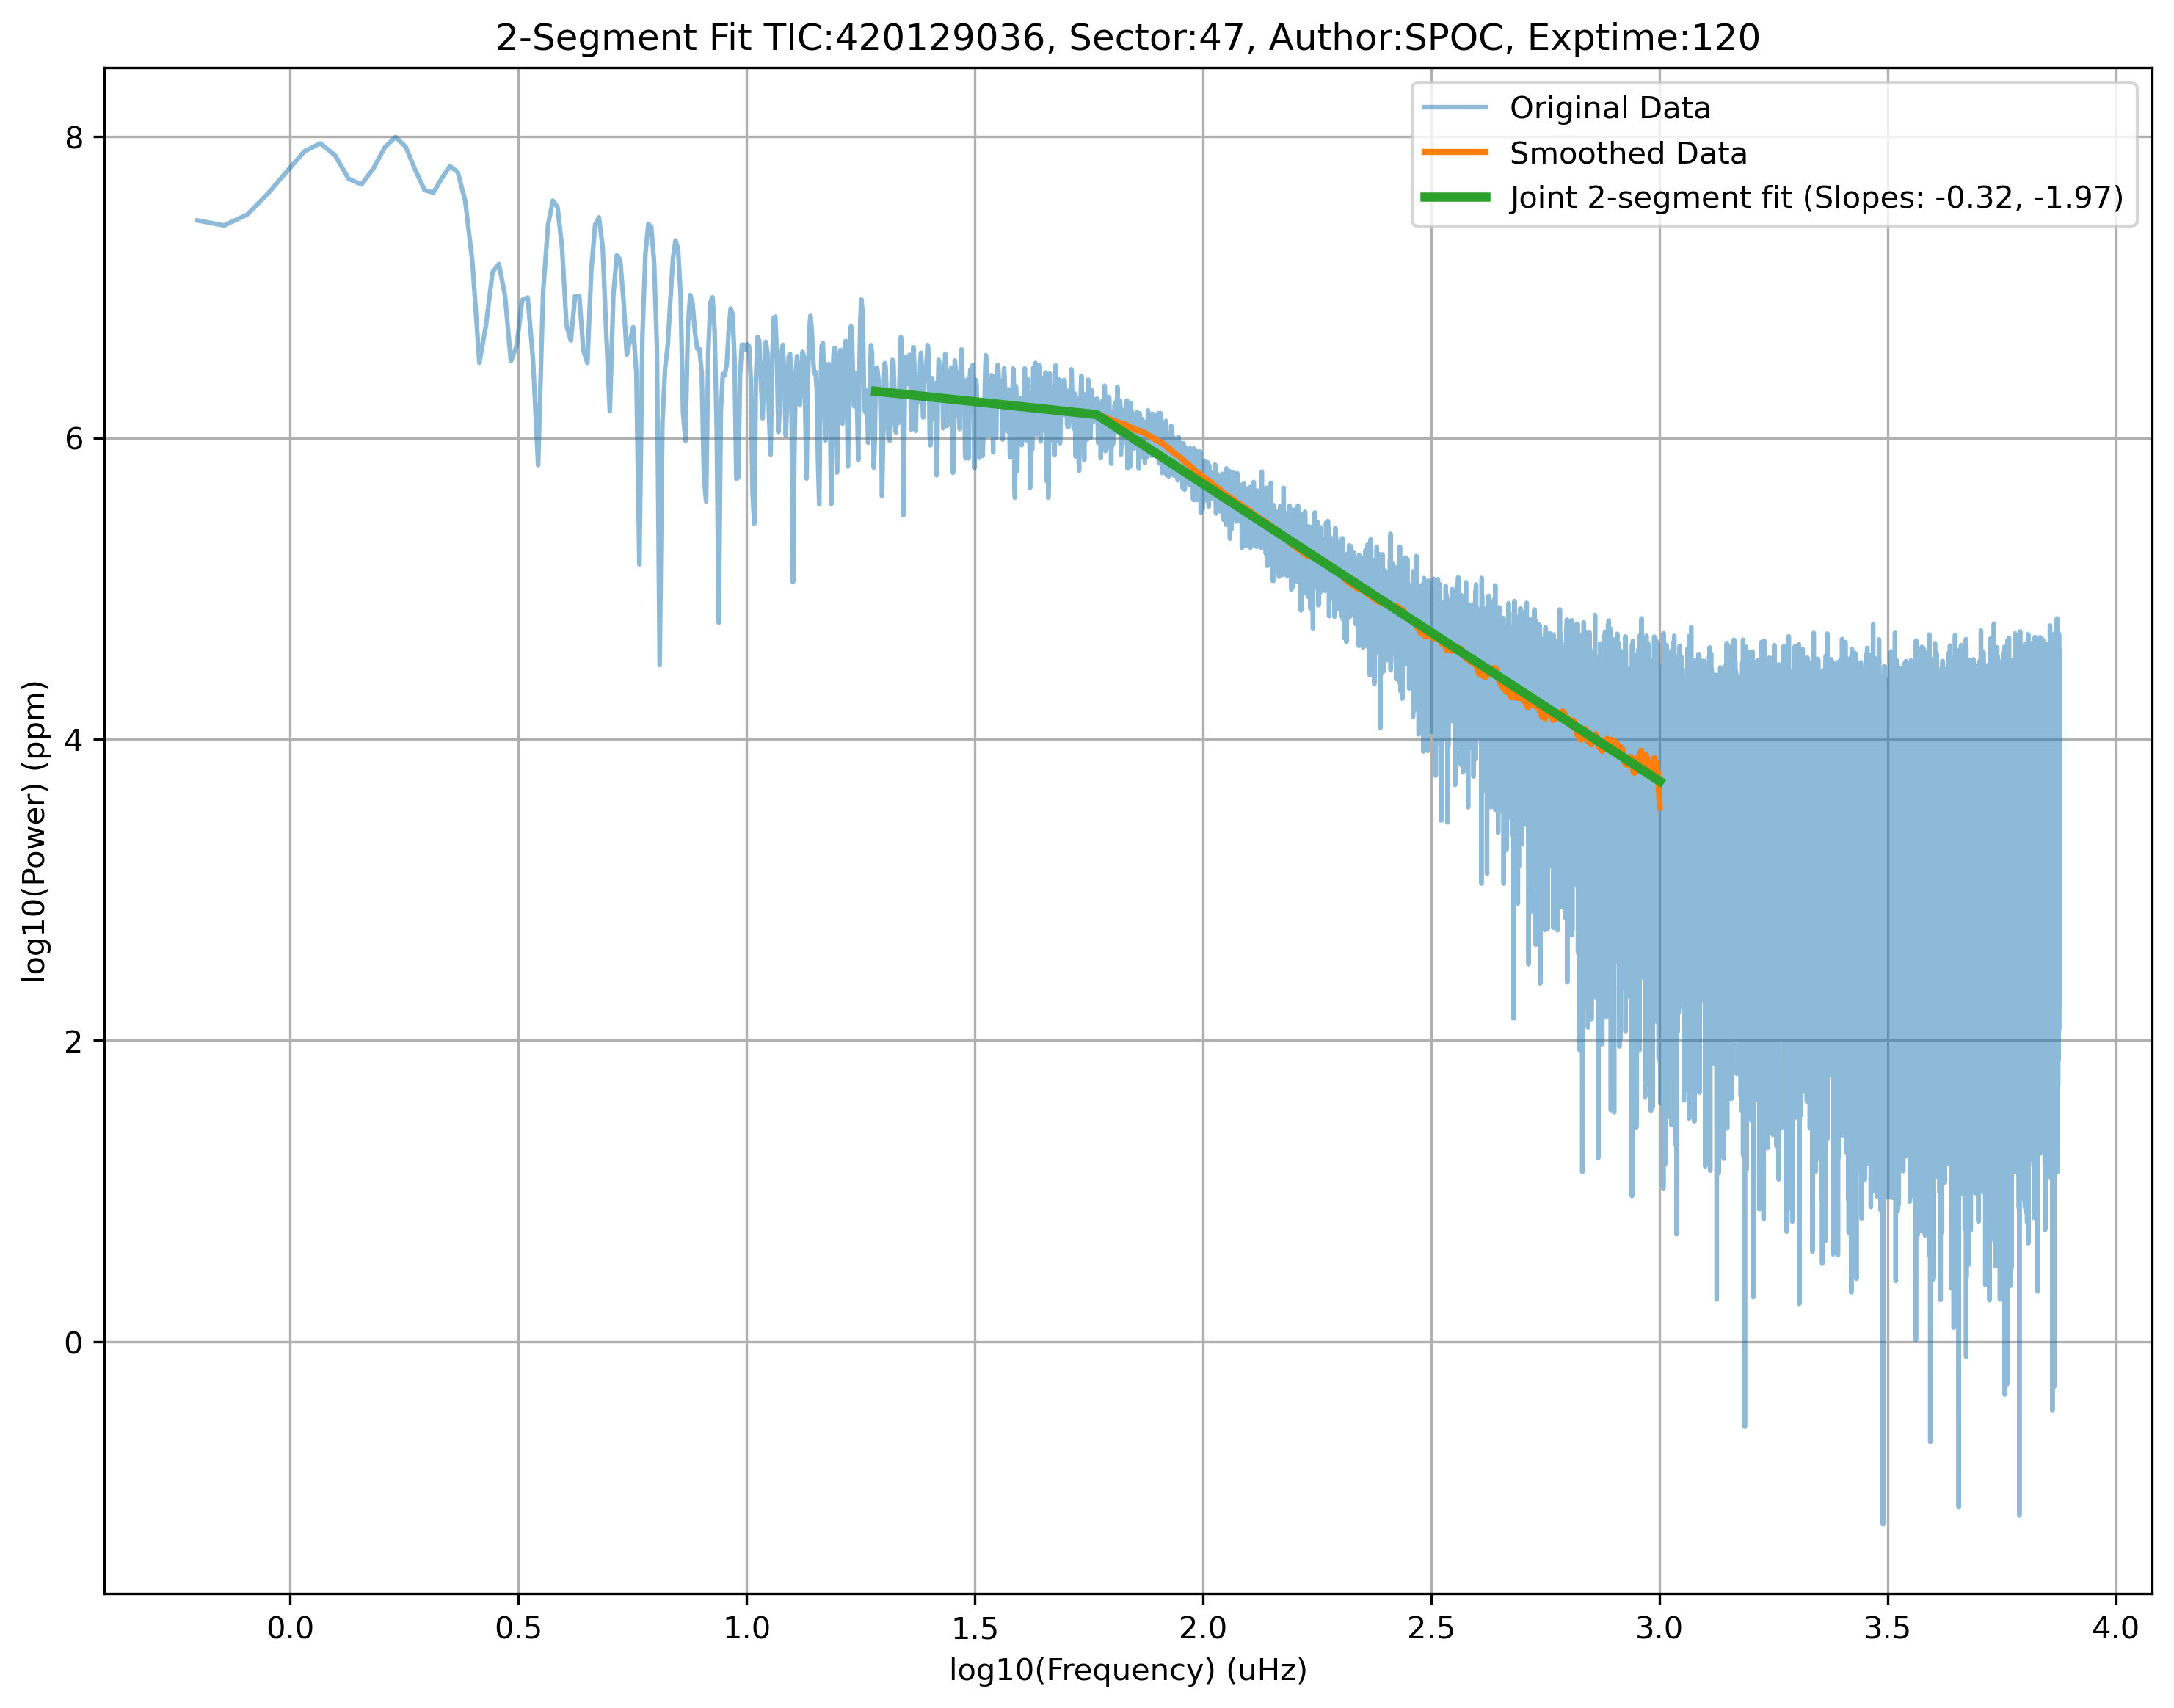 2-Segment Fit TIC:420129036, Sector:47, Author:SPOC, Exptime:120
Original Data
Smoothed Data
Joint 2-segment fit (Slopes: -0.32, -1.97)
log10(Power) (ppm)
8
6
4
2
0
0.0 0.5 1.0 1.5 2.0 2.5 3.0 3.5 4.0
log10(Frequency) (uHz)